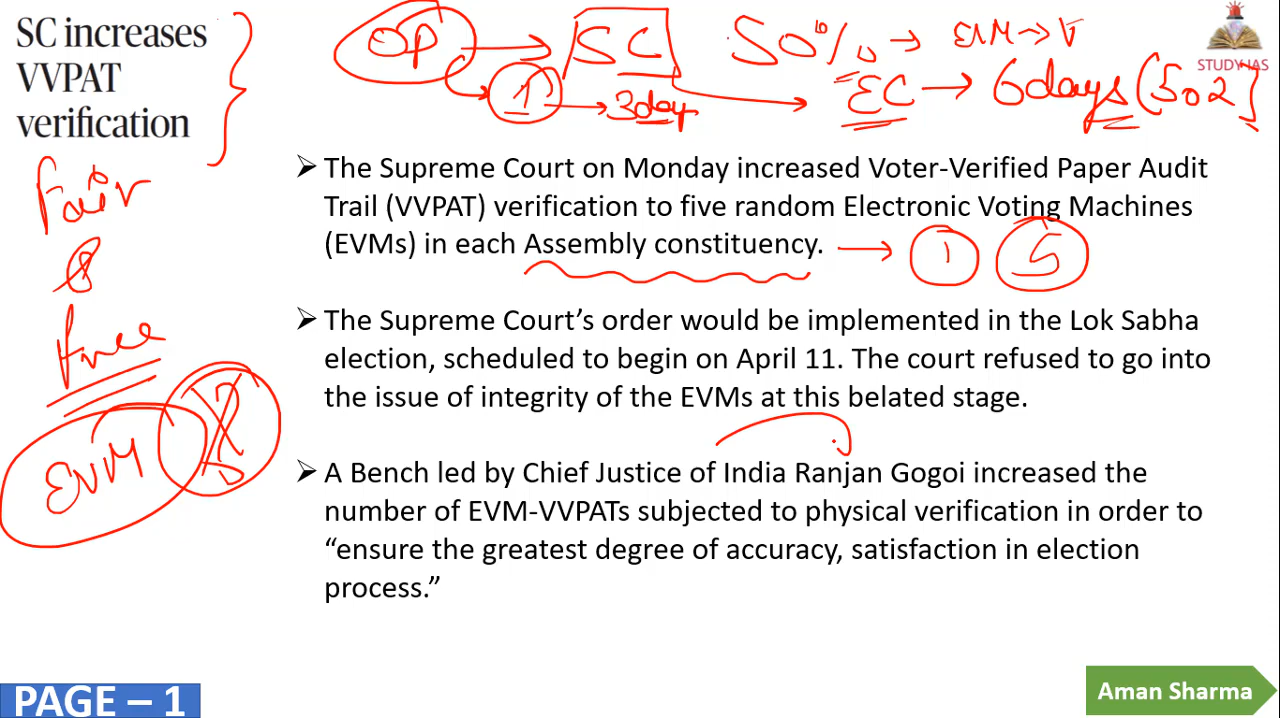 SC increases
VVPAT
verification
OP → SC 50% → EVM → V
1 → 3day EC → 6 days (5.2]
STUDYIAS
➢ The Supreme Court on Monday increased Voter-Verified Paper Audit
Trail (VVPAT) verification to five random Electronic Voting Machines
(EVMs) in each Assembly constituency. → 1 5
Fair
&
free
EVM
➢ The Supreme Court’s order would be implemented in the Lok Sabha
election, scheduled to begin on April 11. The court refused to go into
the issue of integrity of the EVMs at this belated stage.
➢ A Bench led by Chief Justice of India Ranjan Gogoi increased the
number of EVM-VVPATs subjected to physical verification in order to
“ensure the greatest degree of accuracy, satisfaction in election
process.”
PAGE – 1
Aman Sharma